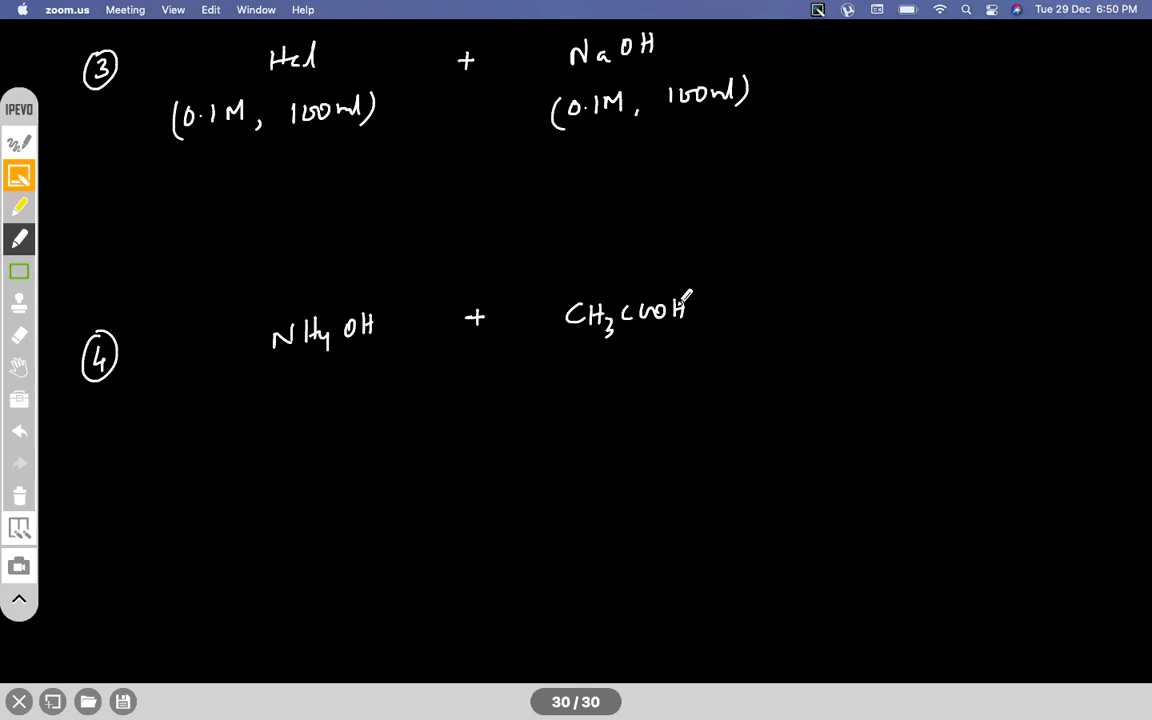 zoom.us Meeting View Edit Window Help Tue 29 Dec 6:50 PM
③ Hcl + NaOH
(0.1M, 100ml) (0.1M, 100ml)
IPEVO
④ NH4OH + CH3COOH
30 / 30